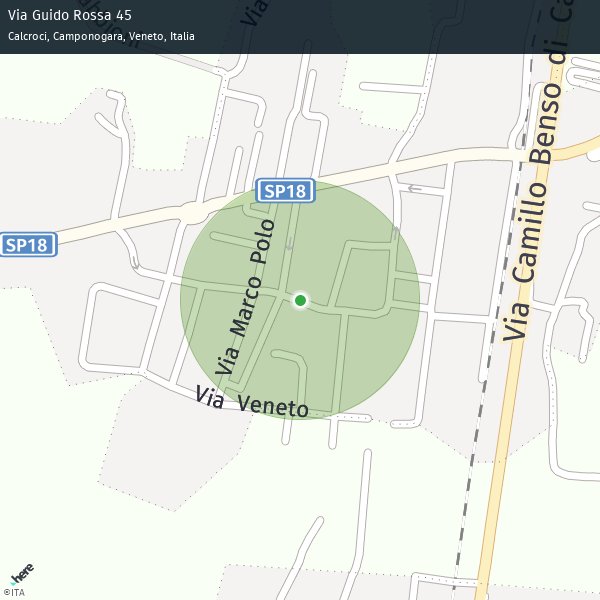 Via Guido Rossa 45
Calcroci, Camponogara, Veneto, Italia
Via
SP18
SP18
Via Marco Polo
Via Camillo Benso di
Via Veneto
here
©ITA